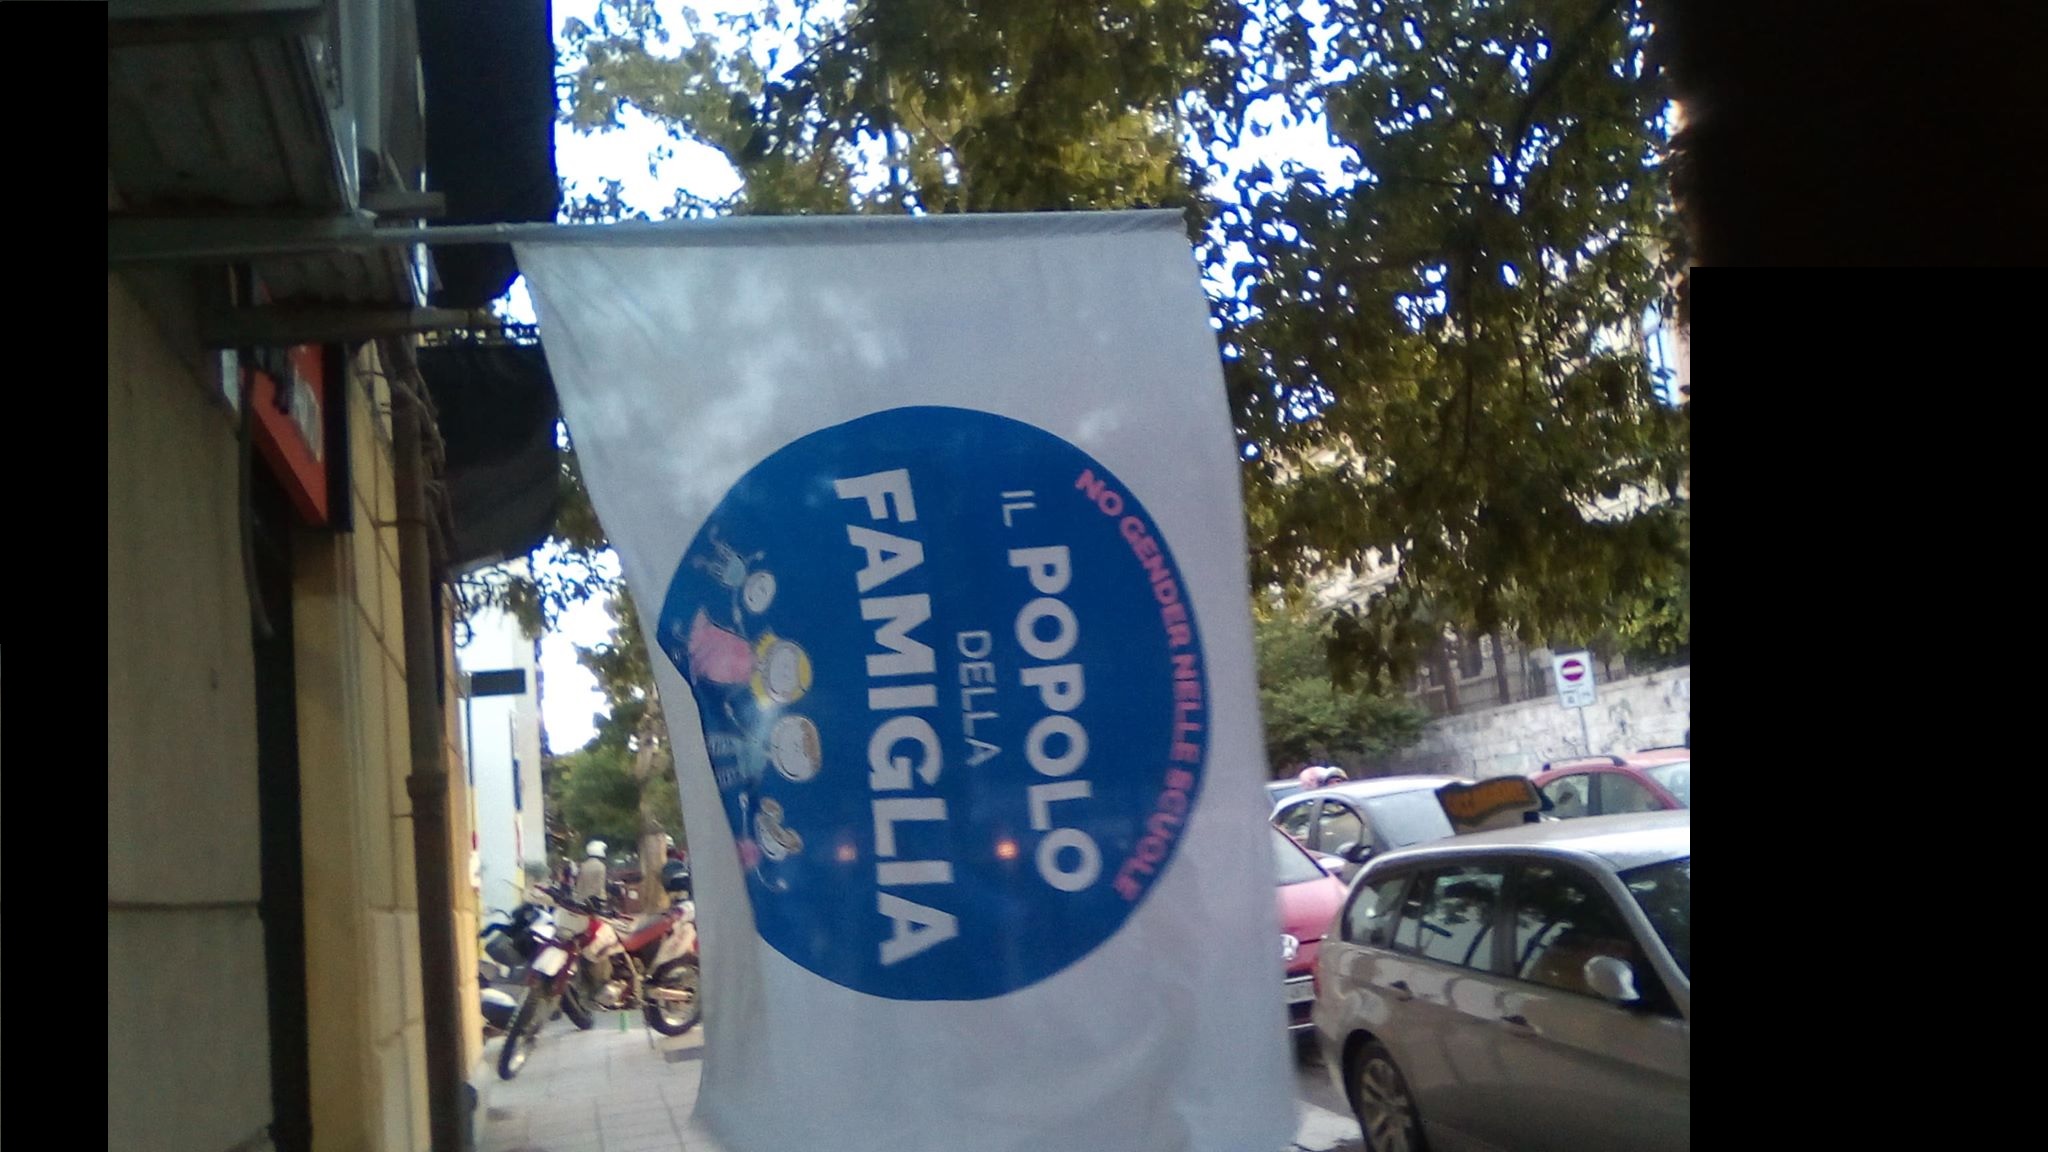 NO GENDER NELLE SCUOLE
IL POPOLO
DELLA
FAMIGLIA